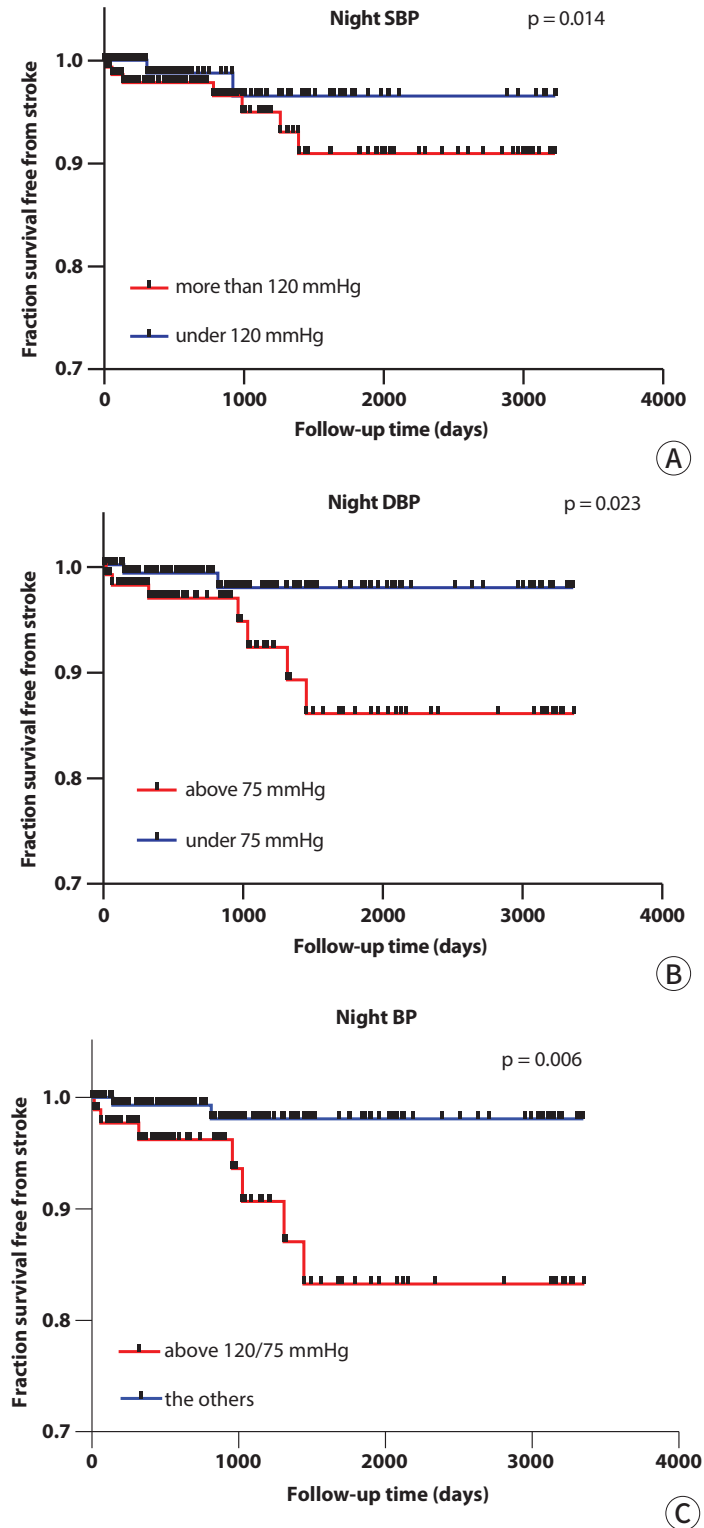 Night SBP
p = 0.014
Fraction survival free from stroke
1.0
0.9
0.8
0.7
more than 120 mmHg
under 120 mmHg
0 1000 2000 3000 4000
Follow-up time (days)
A
Night DBP
p = 0.023
Fraction survival free from stroke
1.0
0.9
0.8
0.7
above 75 mmHg
under 75 mmHg
0 1000 2000 3000 4000
Follow-up time (days)
B
Night BP
p = 0.006
Fraction survival free from stroke
1.0
0.9
0.8
0.7
above 120/75 mmHg
the others
0 1000 2000 3000 4000
Follow-up time (days)
C